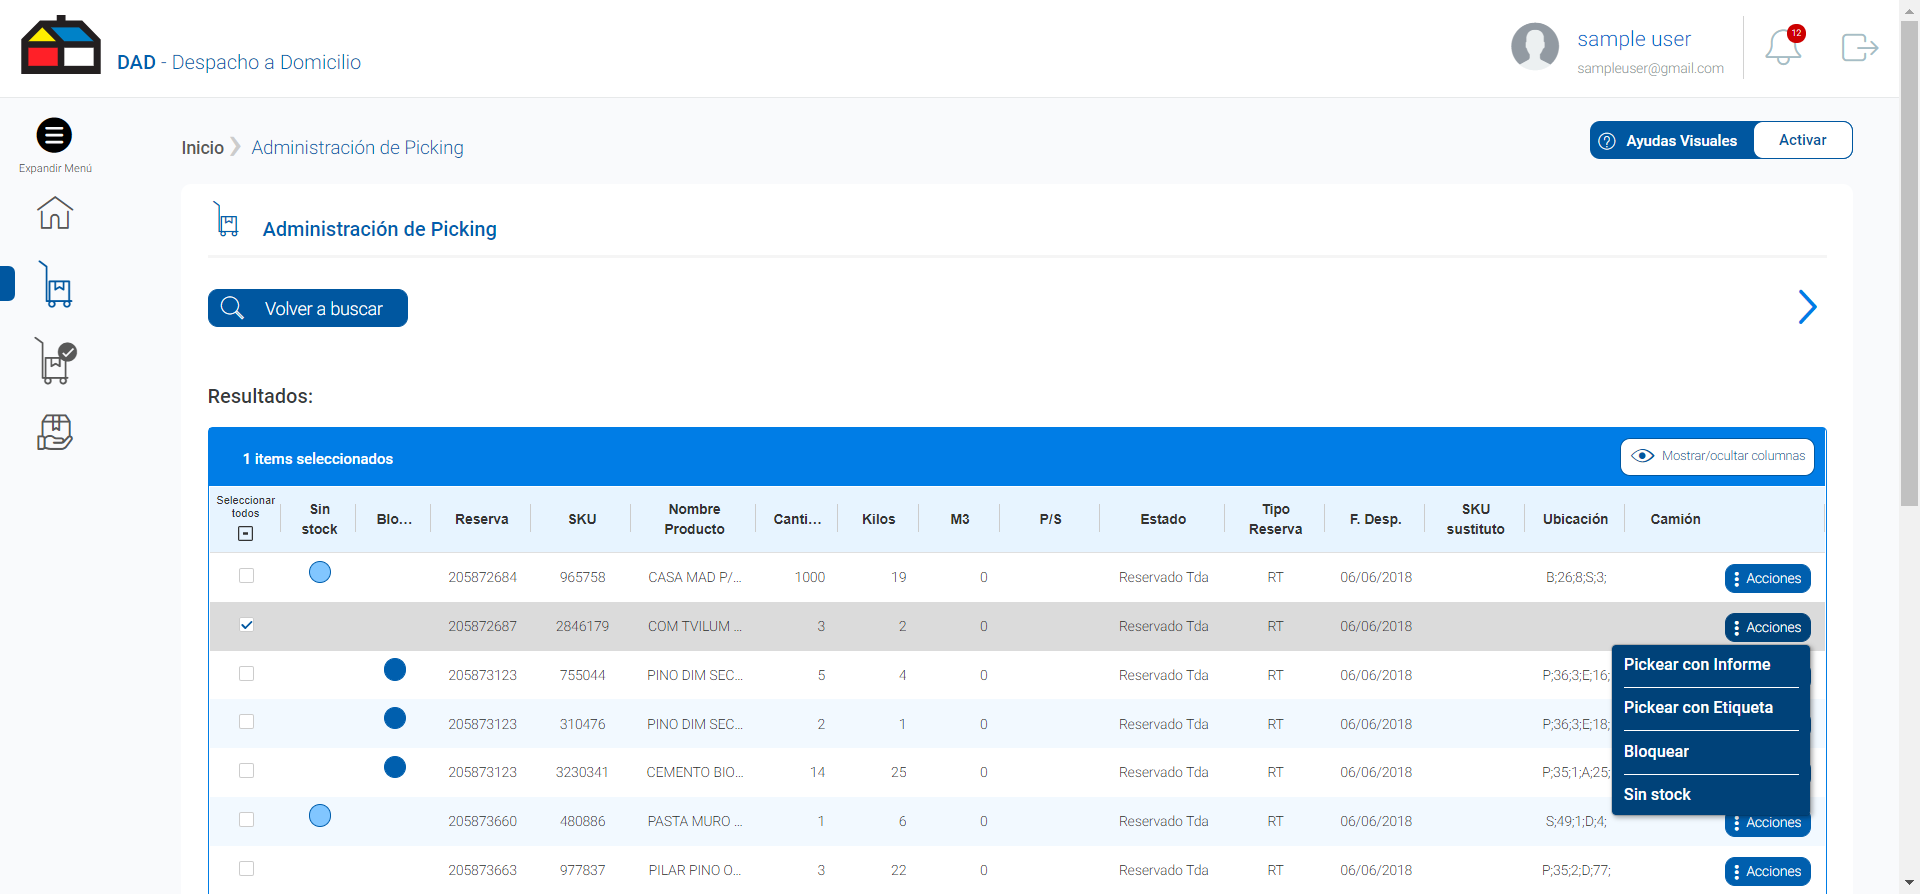 DAD - Despacho a Domicilio
sample user
sampleuser@gmail.com
12
Expandir Menú
Inicio
Administración de Picking
Ayudas Visuales
Activar
Administración de Picking
Volver a buscar
Resultados:
1 items seleccionados
Mostrar/ocultar columnas
Seleccionar todos
Sin stock
Blo...
Reserva
SKU
Nombre Producto
Canti...
Kilos
M3
P/S
Estado
Tipo Reserva
F. Desp.
SKU sustituto
Ubicación
Camión
205872684 965758 CASA MAD P/... 1000 19 0 Reservado Tda RT 06/06/2018 B;26;8;S;3; Acciones
205872687 2846179 COM TVILUM ... 3 2 0 Reservado Tda RT 06/06/2018 Acciones
205873123 755044 PINO DIM SEC... 5 4 0 Reservado Tda RT 06/06/2018 P;36;3;E;16;
205873123 310476 PINO DIM SEC... 2 1 0 Reservado Tda RT 06/06/2018 P;36;3;E;18;
205873123 3230341 CEMENTO BIO... 14 25 0 Reservado Tda RT 06/06/2018 P;35;1;A;25;
205873660 480886 PASTA MURO ... 1 6 0 Reservado Tda RT 06/06/2018 S;49;1;D;4; Acciones
205873663 977837 PILAR PINO O... 3 22 0 Reservado Tda RT 06/06/2018 P;35;2;D;77; Acciones
Pickear con Informe
Pickear con Etiqueta
Bloquear
Sin stock